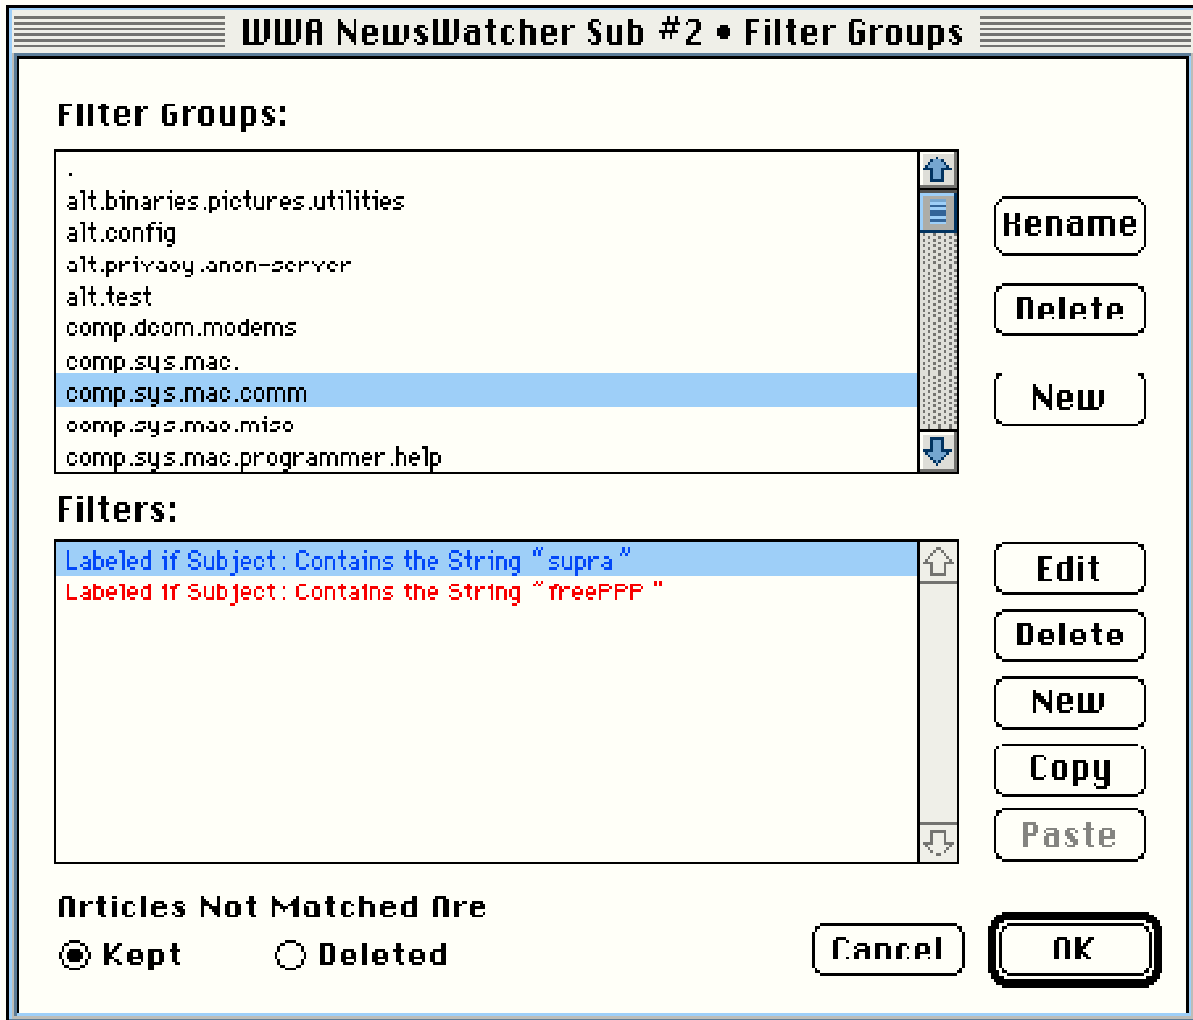 WWA NewsWatcher Sub #2 • Filter Groups
Filter Groups:
.
alt.binaries.pictures.utilities
alt.config
alt.privacy.anon-server
alt.test
comp.dcom.modems
comp.sys.mac.
comp.sys.mac.comm
comp.sys.mac.misc
comp.sys.mac.programmer.help
Rename
Delete
New
Filters:
Labeled if Subject: Contains the String "supra"
Labeled if Subject: Contains the String "freePPP"
Edit
Delete
New
Copy
Paste
Articles Not Matched Are
Kept Deleted
Cancel OK